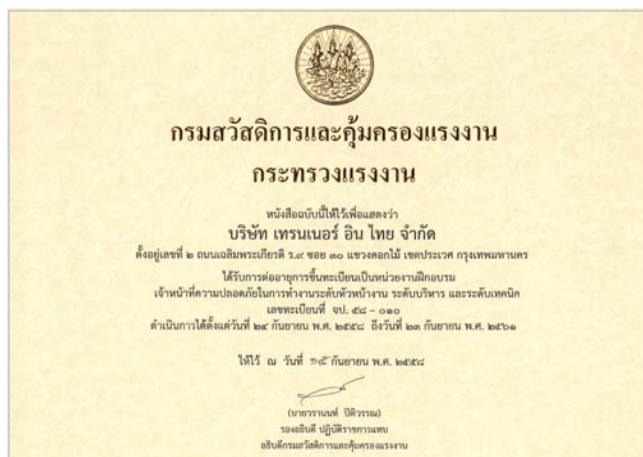 กรมสวัสดิการและคุ้มครองแรงงาน
กระทรวงแรงงาน
หนังสือฉบับนี้ให้ไว้เพื่อแสดงว่า
บริษัท เทรนเนอร์ อิน ไทย จำกัด
ตั้งอยู่เลขที่ ๒ ถนนเฉลิมพระเกียรติ ร.๙ ซอย ๓๐ แขวงดอกไม้ เขตประเวศ กรุงเทพมหานคร
ได้รับการต่ออายุการขึ้นทะเบียนเป็นหน่วยงานฝึกอบรม
เจ้าหน้าที่ความปลอดภัยในการทำงานระดับหัวหน้างาน ระดับบริหาร และระดับเทคนิค
เลขทะเบียนที่ จป. ๕๘ - ๐๑๐
ดำเนินการได้ตั้งแต่วันที่ ๒๔ กันยายน พ.ศ. ๒๕๕๘ ถึงวันที่ ๒๓ กันยายน พ.ศ. ๒๕๖๑
ให้ไว้ ณ วันที่ ๑๕ กันยายน พ.ศ. ๒๕๕๘
(นายวรานนท์ ปีติวรรณ)
รองอธิบดี ปฏิบัติราชการแทน
อธิบดีกรมสวัสดิการและคุ้มครองแรงงาน